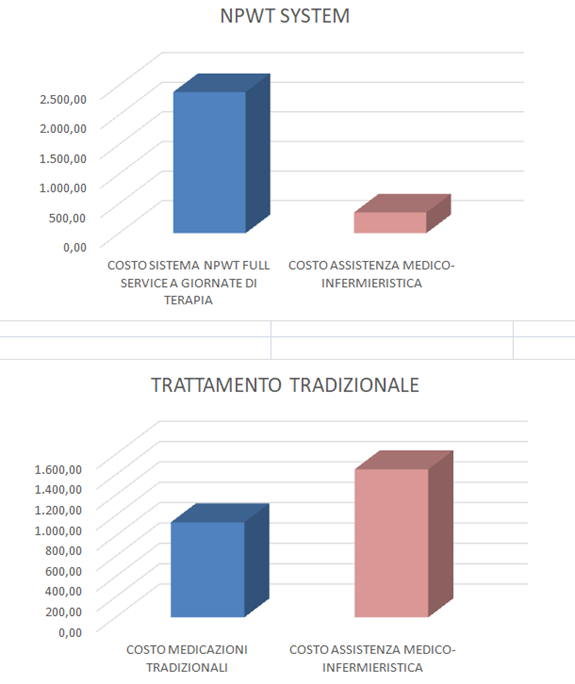 NPWT SYSTEM
2.500,00
2.000,00
1.500,00
1.000,00
500,00
0,00
COSTO SISTEMA NPWT FULL
SERVICE A GIORNATE DI
TERAPIA
COSTO ASSISTENZA MEDICO-
INFERMIERISTICA
TRATTAMENTO TRADIZIONALE
1.600,00
1.400,00
1.200,00
1.000,00
800,00
600,00
400,00
200,00
0,00
COSTO MEDICAZIONI
TRADIZIONALI
COSTO ASSISTENZA MEDICO-
INFERMIERISTICA